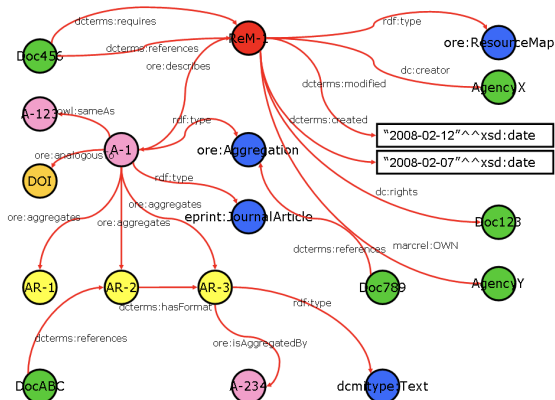 dcterms:requires
rdf:type
Doc456
dcterms:references
ReM-1
ore:ResourceMap
ore:describes
dc:creator
dcterms:modified
AgencyX
A-123
owl:sameAs
rdf:type
dcterms:created
"2008-02-12"^^xsd:date
A-1
ore:analogous to
ore:Aggregation
"2008-02-07"^^xsd:date
DOI
rdf:type
dc:rights
ore:aggregates
ore:aggregates
ore:aggregates
eprint:JournalArticle
Doc123
dcterms:references
marcrel:OWN
AR-1
AR-2
AR-3
Doc789
AgencyY
dcterms:hasFormat
rdf:type
dcterms:references
ore:isAggregatedBy
DocABC
A-234
dcmitype:Text